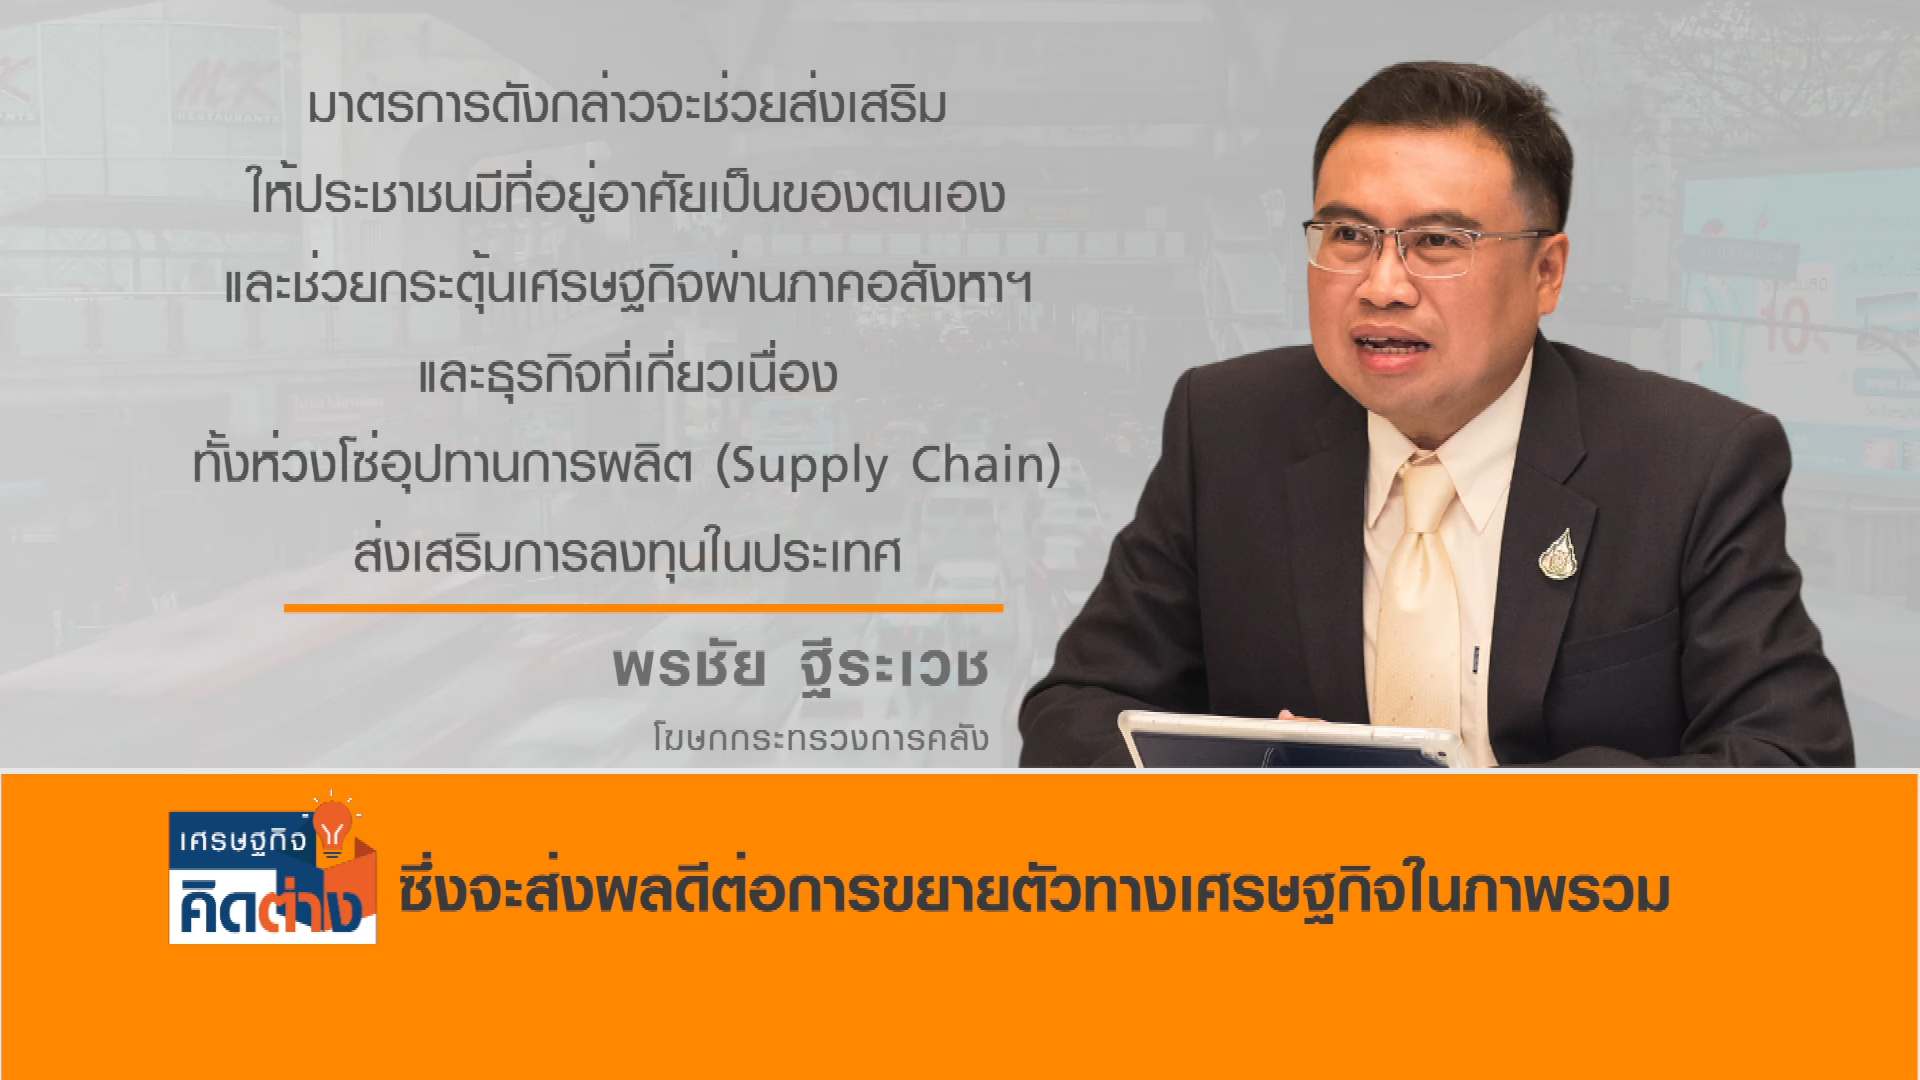 มาตรการดังกล่าวจะช่วยส่งเสริม
ให้ประชาชนมีที่อยู่อาศัยเป็นของตนเอง
และช่วยกระตุ้นเศรษฐกิจผ่านภาคอสังหาฯ
และธุรกิจที่เกี่ยวเนื่อง
ทั้งห่วงโซ่อุปทานการผลิต (Supply Chain)
ส่งเสริมการลงทุนในประเทศ
พรชัย ฐีระเวช
โฆษกกระทรวงการคลัง
เศรษฐกิจ
คิดต่าง
ซึ่งจะส่งผลดีต่อการขยายตัวทางเศรษฐกิจในภาพรวม
MK
RESTAURANTS
10